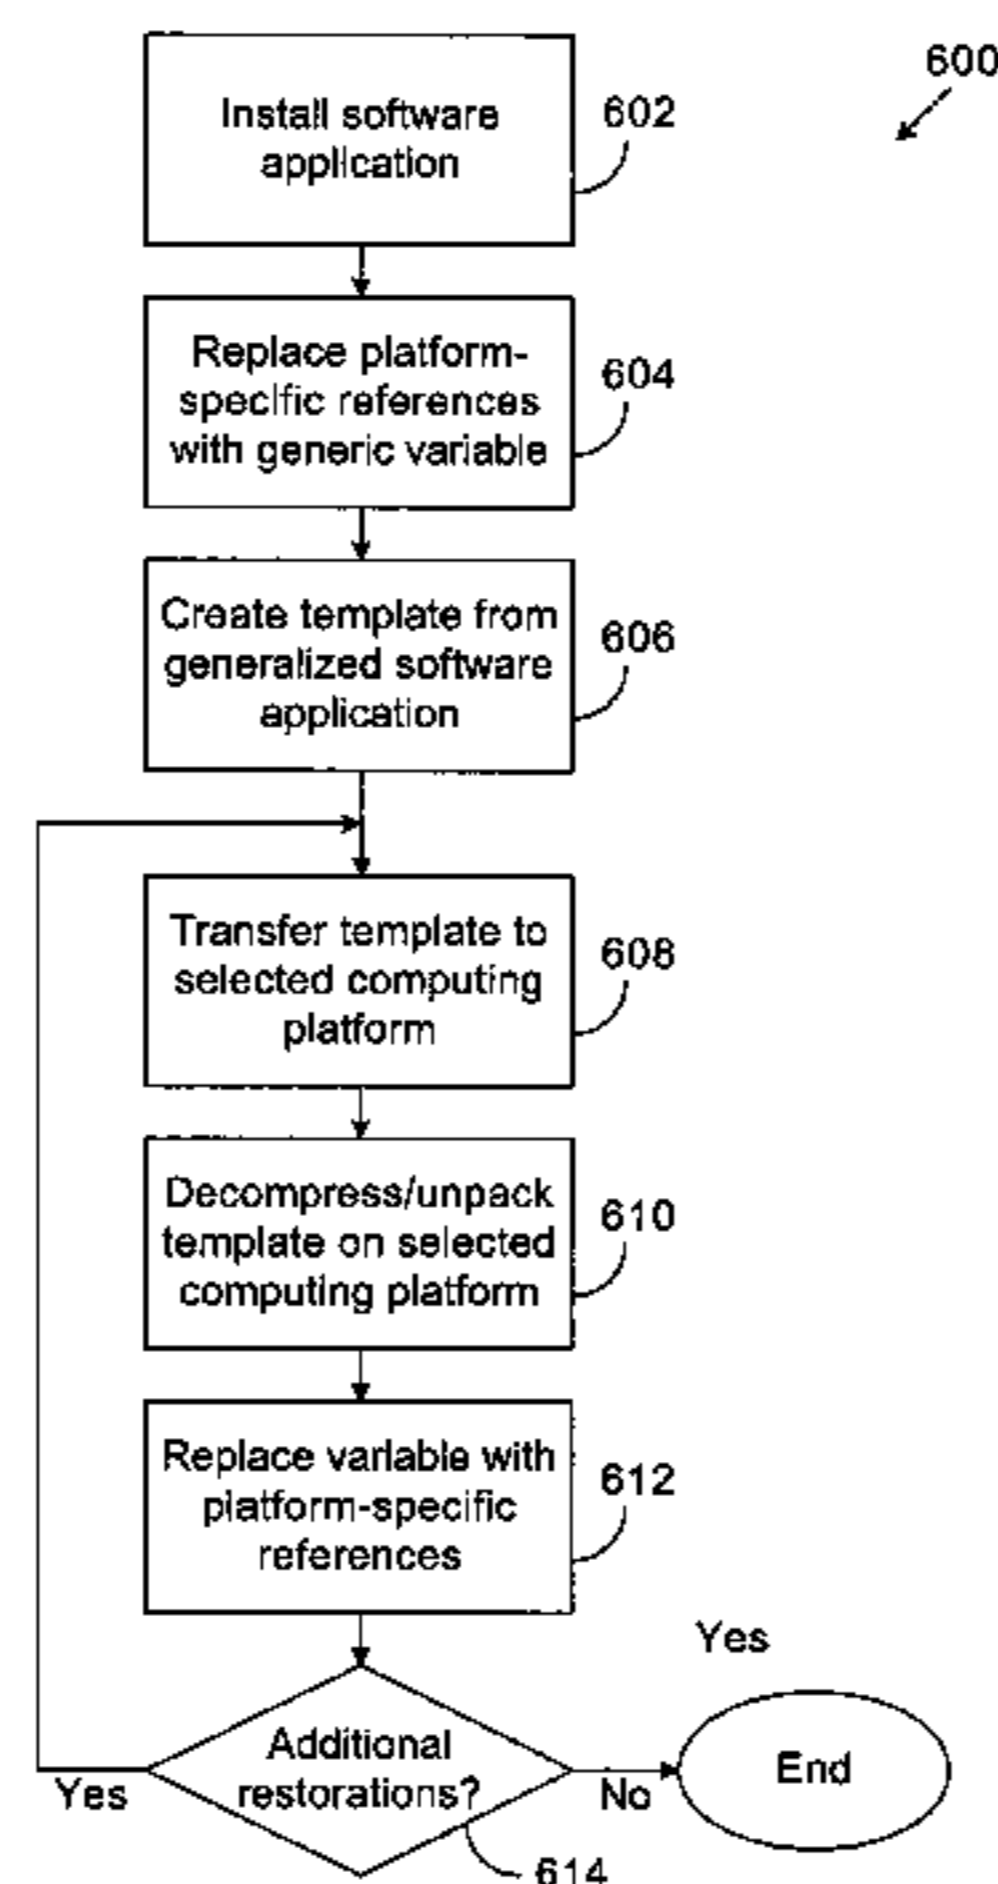 600
Install software
application
602
Replace platform-
specific references
with generic variable
604
Create template from
generalized software
application
606
Transfer template to
selected computing
platform
608
Decompress/unpack
template on selected
computing platform
610
Replace variable with
platform-specific
references
612
Additional
restorations?
614
Yes
No
Yes
End